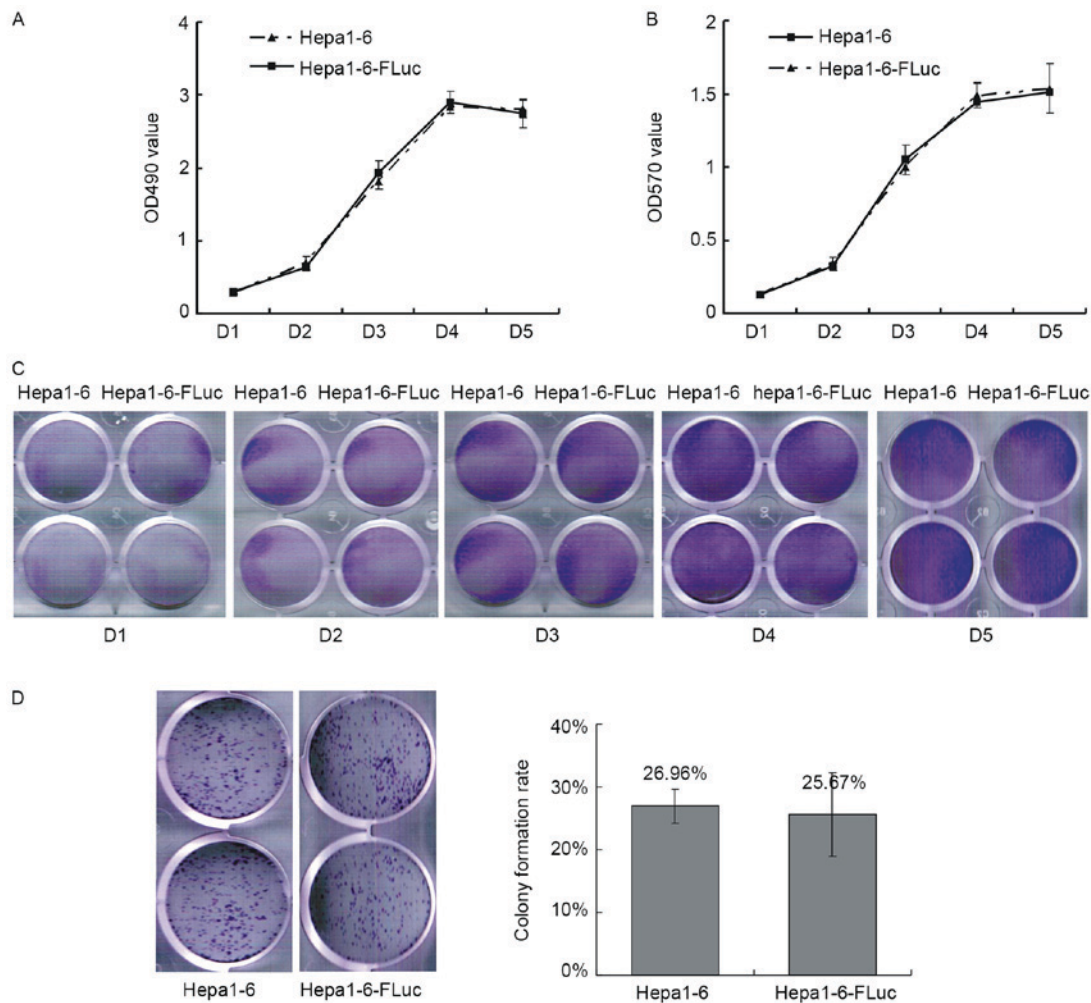 A
Hepa1-6
Hepa1-6-FLuc
OD490 value
4
3
2
1
0
D1 D2 D3 D4 D5
B
Hepa1-6
Hepa1-6-FLuc
OD570 value
2
1.5
1
0.5
0
D1 D2 D3 D4 D5
C
Hepa1-6 Hepa1-6-FLuc Hepa1-6 Hepa1-6-FLuc Hepa1-6 Hepa1-6-FLuc Hepa1-6 hepa1-6-FLuc Hepa1-6 Hepa1-6-FLuc
D1 D2 D3 D4 D5
D
Hepa1-6 Hepa1-6-FLuc
Colony formation rate
40%
30%
20%
10%
0%
26.96% 25.67%
Hepa1-6 Hepa1-6-FLuc